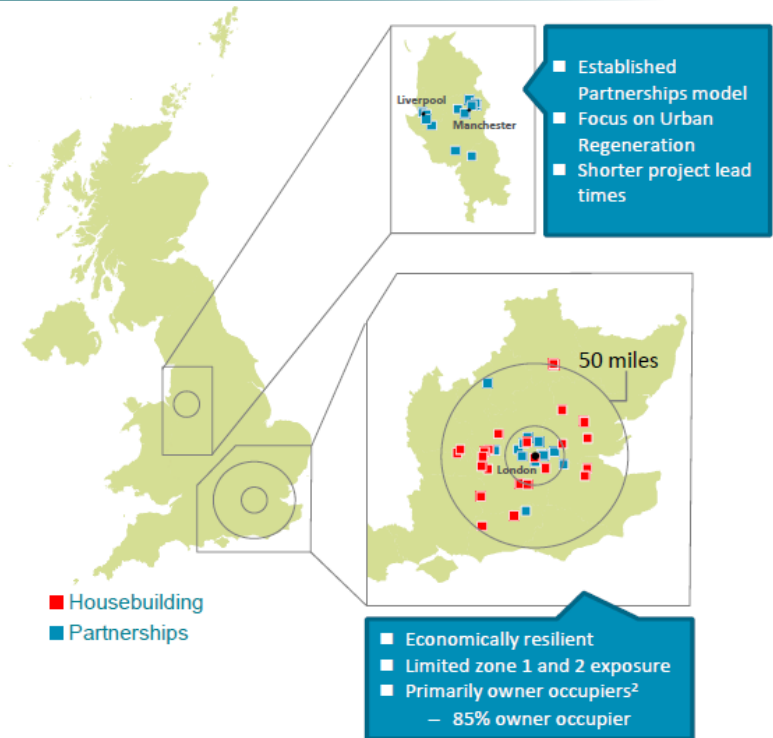 Liverpool
Manchester
Established
Partnerships model
Focus on Urban
Regeneration
Shorter project lead
times
50 miles
London
Housebuilding
Partnerships
Economically resilient
Limited zone 1 and 2 exposure
Primarily owner occupiers²
– 85% owner occupier